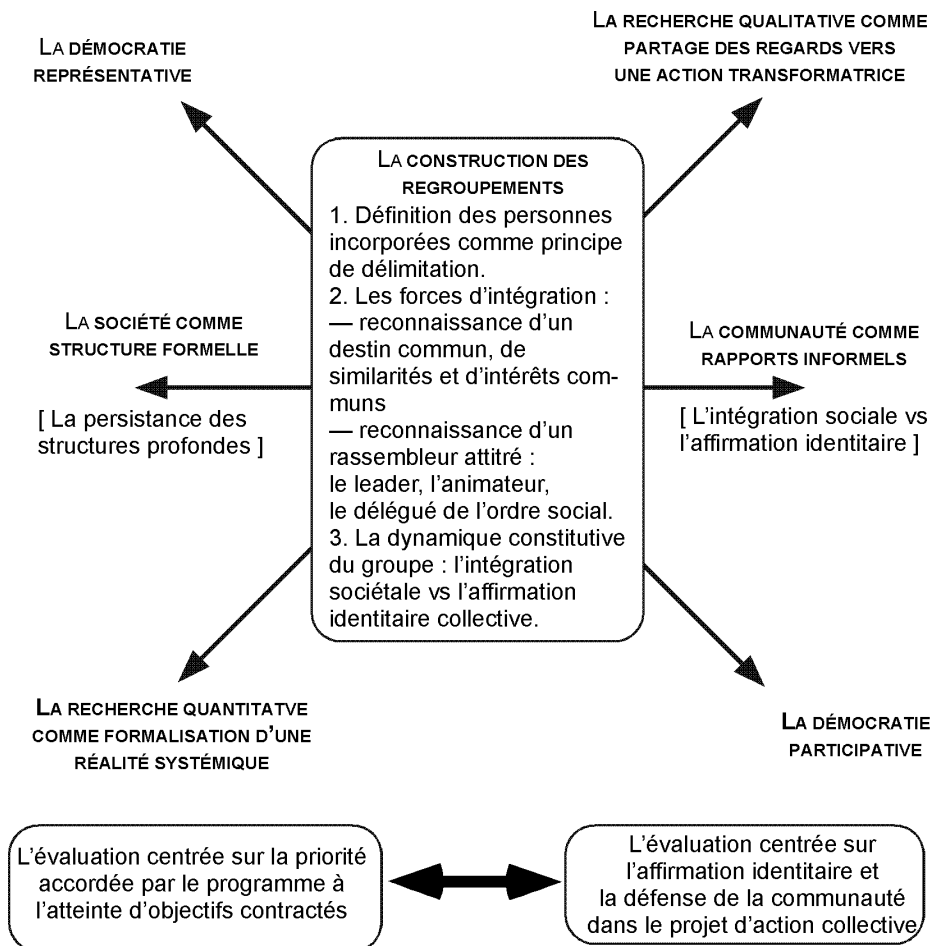 LA DÉMOCRATIE
REPRÉSENTATIVE
LA RECHERCHE QUALITATIVE COMME
PARTAGE DES REGARDS VERS
UNE ACTION TRANSFORMATRICE
LA CONSTRUCTION DES
REGROUPEMENTS
1. Définition des personnes
incorporées comme principe
de délimitation.
2. Les forces d’intégration :
— reconnaissance d’un
destin commun, de
similarités et d’intérêts com-
muns
— reconnaissance d’un
rassembleur attitré :
le leader, l’animateur,
le délégué de l’ordre social.
3. La dynamique constitutive
du groupe : l’intégration
sociétale vs l’affirmation
identitaire collective.
LA SOCIÉTÉ COMME
STRUCTURE FORMELLE
[ La persistance des
structures profondes ]
LA COMMUNAUTÉ COMME
RAPPORTS INFORMELS
[ L’intégration sociale vs
l’affirmation identitaire ]
LA RECHERCHE QUANTITATVE
COMME FORMALISATION D’UNE
RÉALITÉ SYSTÉMIQUE
LA DÉMOCRATIE
PARTICIPATIVE
L’évaluation centrée sur la priorité
accordée par le programme à
l’atteinte d’objectifs contractés
L’évaluation centrée sur
l’affirmation identitaire et
la défense de la communauté
dans le projet d’action collective